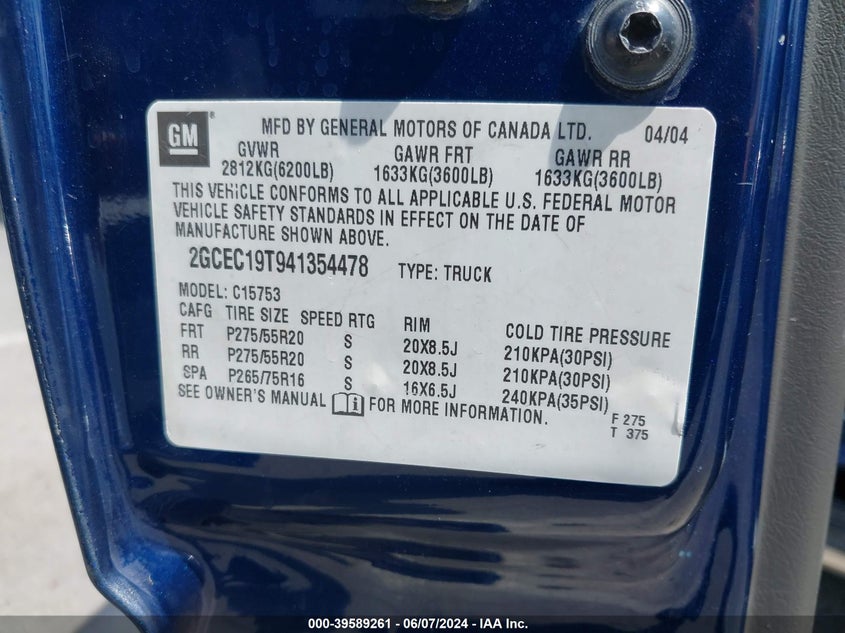 GM
MFD BY GENERAL MOTORS OF CANADA LTD. 04/04
GVWR GAWR FRT GAWR RR
2812KG(6200LB) 1633KG(3600LB) 1633KG(3600LB)
THIS VEHICLE CONFORMS TO ALL APPLICABLE U.S. FEDERAL MOTOR
VEHICLE SAFETY STANDARDS IN EFFECT ON THE DATE OF
MANUFACTURE SHOWN ABOVE.
2GCEC19T941354478 TYPE: TRUCK
MODEL: C15753
CAFG TIRE SIZE SPEED RTG RIM COLD TIRE PRESSURE
FRT P275/55R20 S 20X8.5J 210KPA(30PSI)
RR P275/55R20 S 20X8.5J 210KPA(30PSI)
SPA P265/75R16 S 16X6.5J 240KPA(35PSI)
SEE OWNER'S MANUAL i FOR MORE INFORMATION.
F 275
T 375
000-39589261 - 06/07/2024 - IAA Inc.